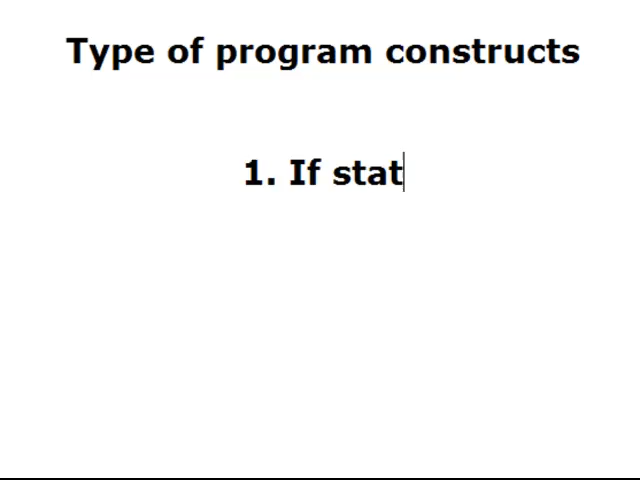 Type of program constructs
1. If stat